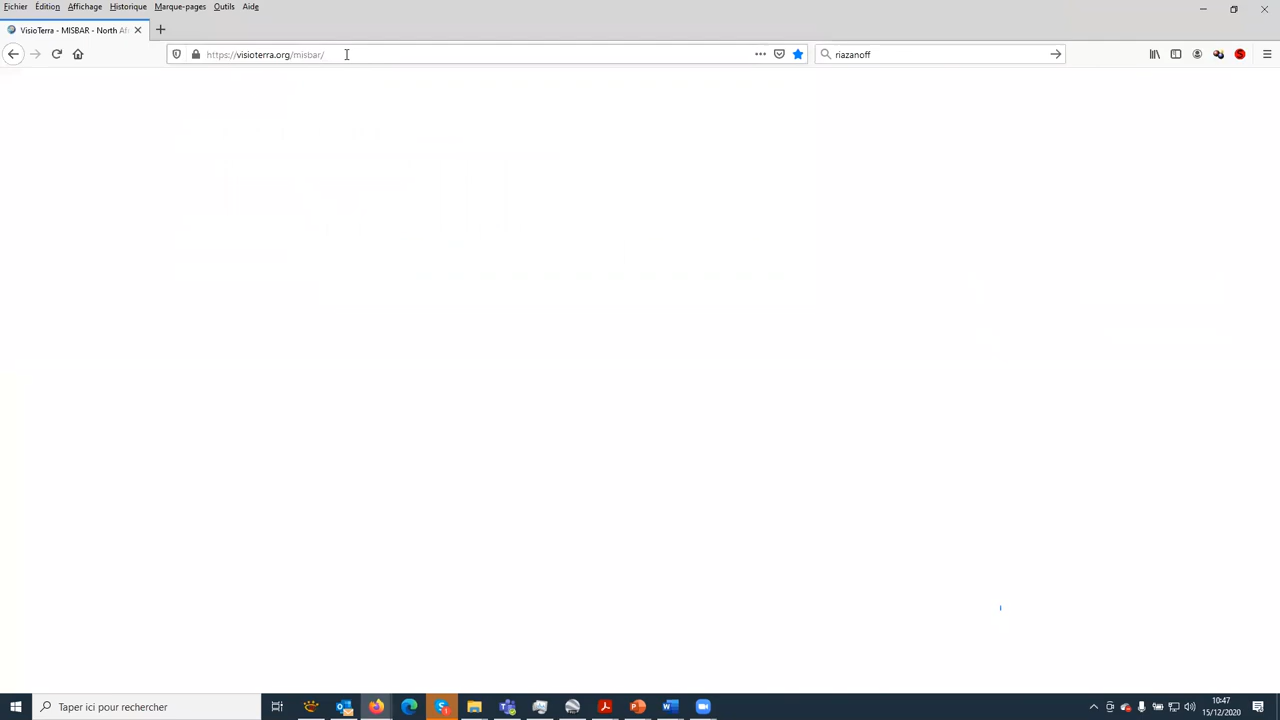 Fichier Édition Affichage Historique Marque-pages Outils Aide
VisioTerra - MISBAR - North Af
https://visioterra.org/misbar/
riazanoff
Taper ici pour rechercher
10:47
15/12/2020